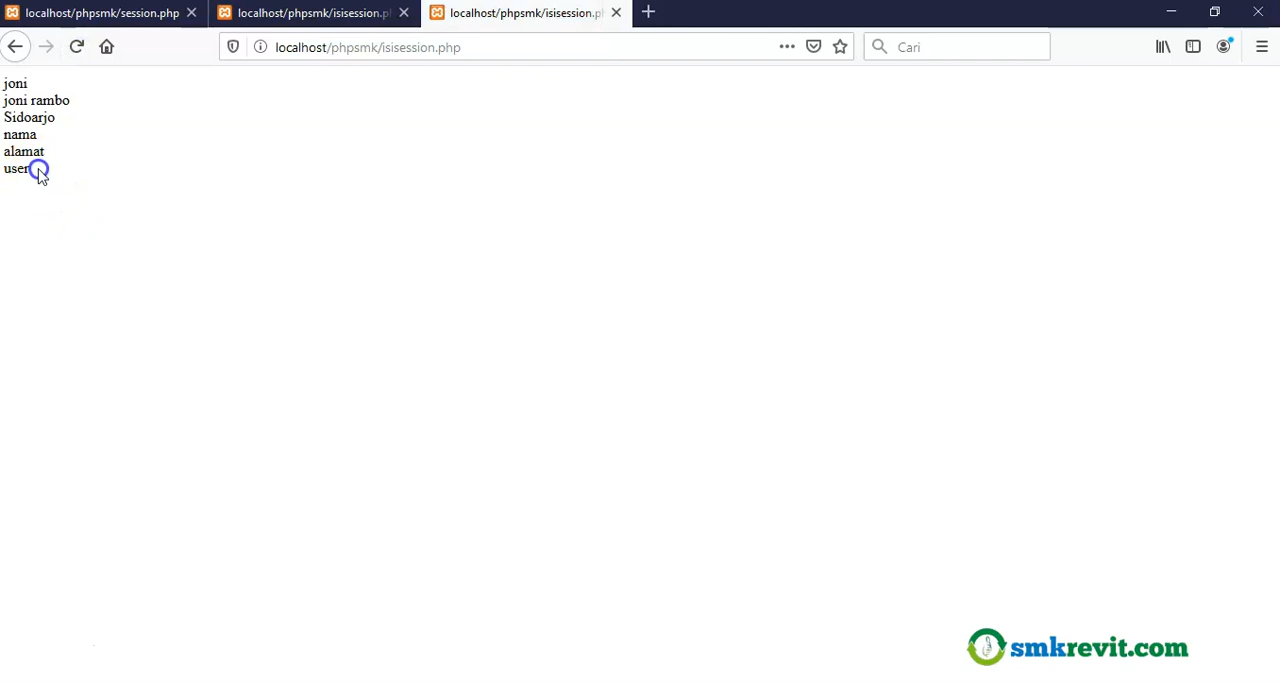 localhost/phpsmk/session.php
localhost/phpsmk/isisession.p
localhost/phpsmk/isisession.p
localhost/phpsmk/isisession.php
Cari
joni
joni rambo
Sidoarjo
nama
alamat
user
smkrevit.com